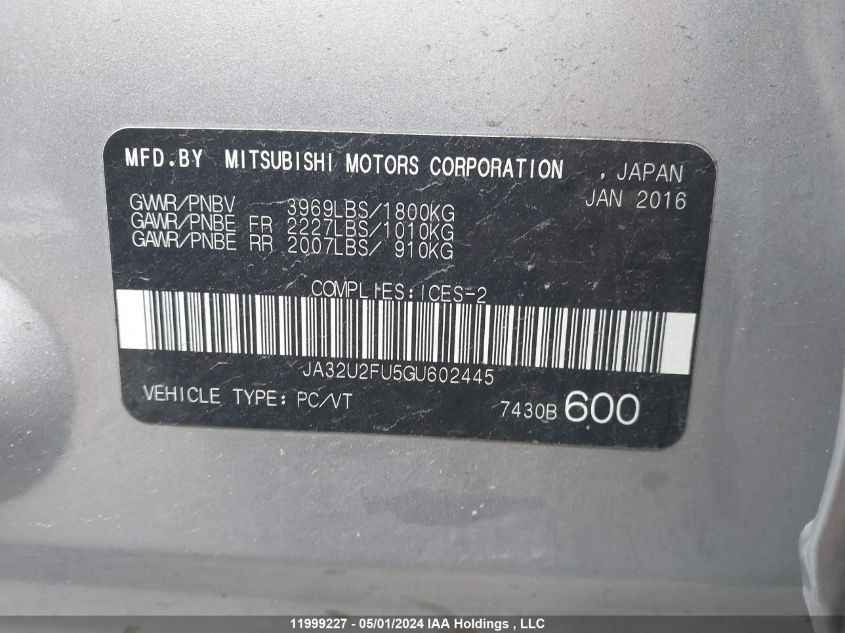 MFD.BY MITSUBISHI MOTORS CORPORATION , JAPAN
JAN 2016
GVWR/PNBV 3969LBS/1800KG
GAWR/PNBE FR 2227LBS/1010KG
GAWR/PNBE RR 2007LBS/ 910KG
COMPLIES:ICES-2
JA32U2FU5GU602445
VEHICLE TYPE: PC/VT 7430B 600
11999227 - 05/01/2024 IAA Holdings , LLC